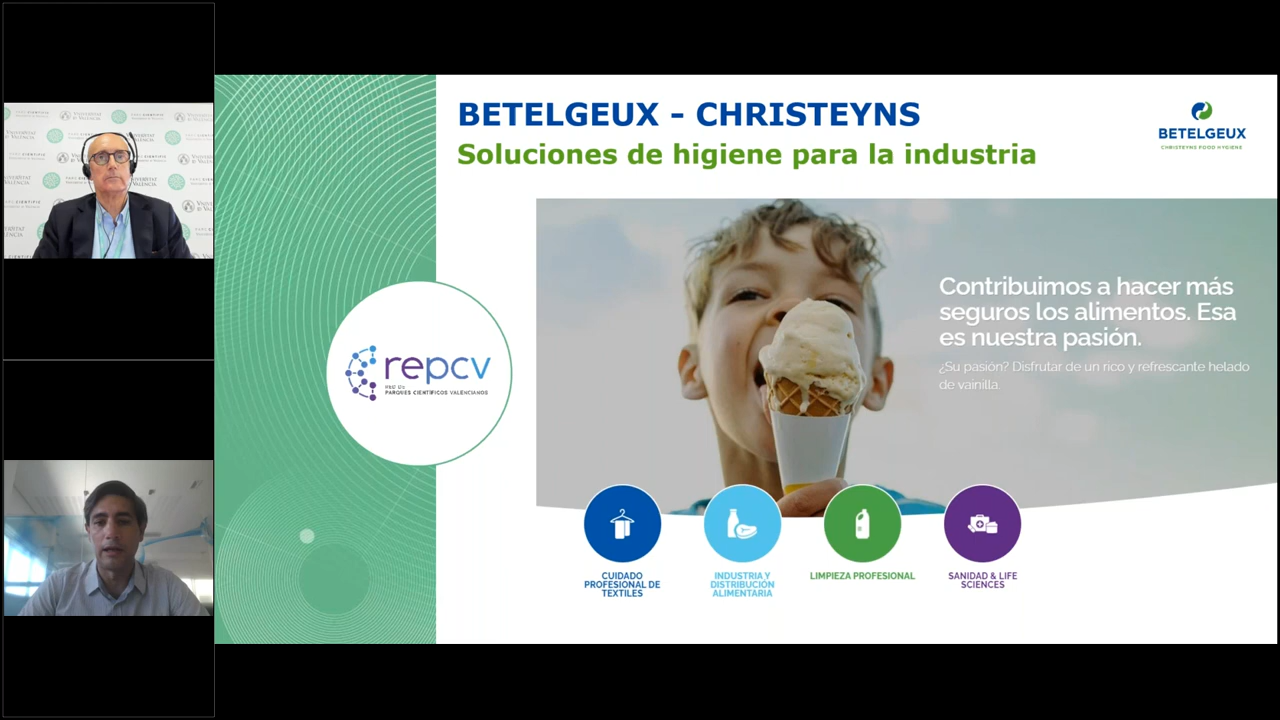 BETELGEUX - CHRISTEYNS
Soluciones de higiene para la industria
BETELGEUX
CHRISTEYNS FOOD HYGIENE
Contribuimos a hacer más
seguros los alimentos. Esa
es nuestra pasión.
¿Su pasión? Disfrutar de un rico y refrescante helado
de vainilla.
repcv
PARQUES CIENTÍFICOS VALENCIANOS
CUIDADO
PROFESIONAL DE
TEXTILES
INDUSTRIA Y
DISTRIBUCIÓN
ALIMENTARIA
LIMPIEZA PROFESIONAL
SANIDAD & LIFE
SCIENCES